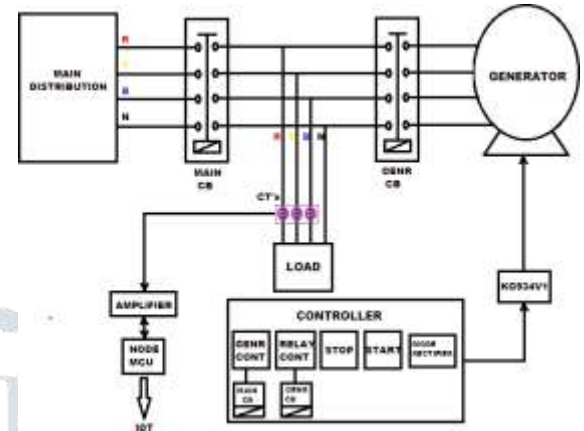 MAIN
DISTRIBUTION
R
B
N
MAIN
CB
GENERATOR
GENR
CB
R
B
N
CT's
LOAD
AMPLIFIER
NODE
MCU
IOT
KG934V1
CONTROLLER
GENR
CONT
RELAY
CONT
STOP
START
DIODE
RECTIFIER
MAIN
CB
GENR
CB